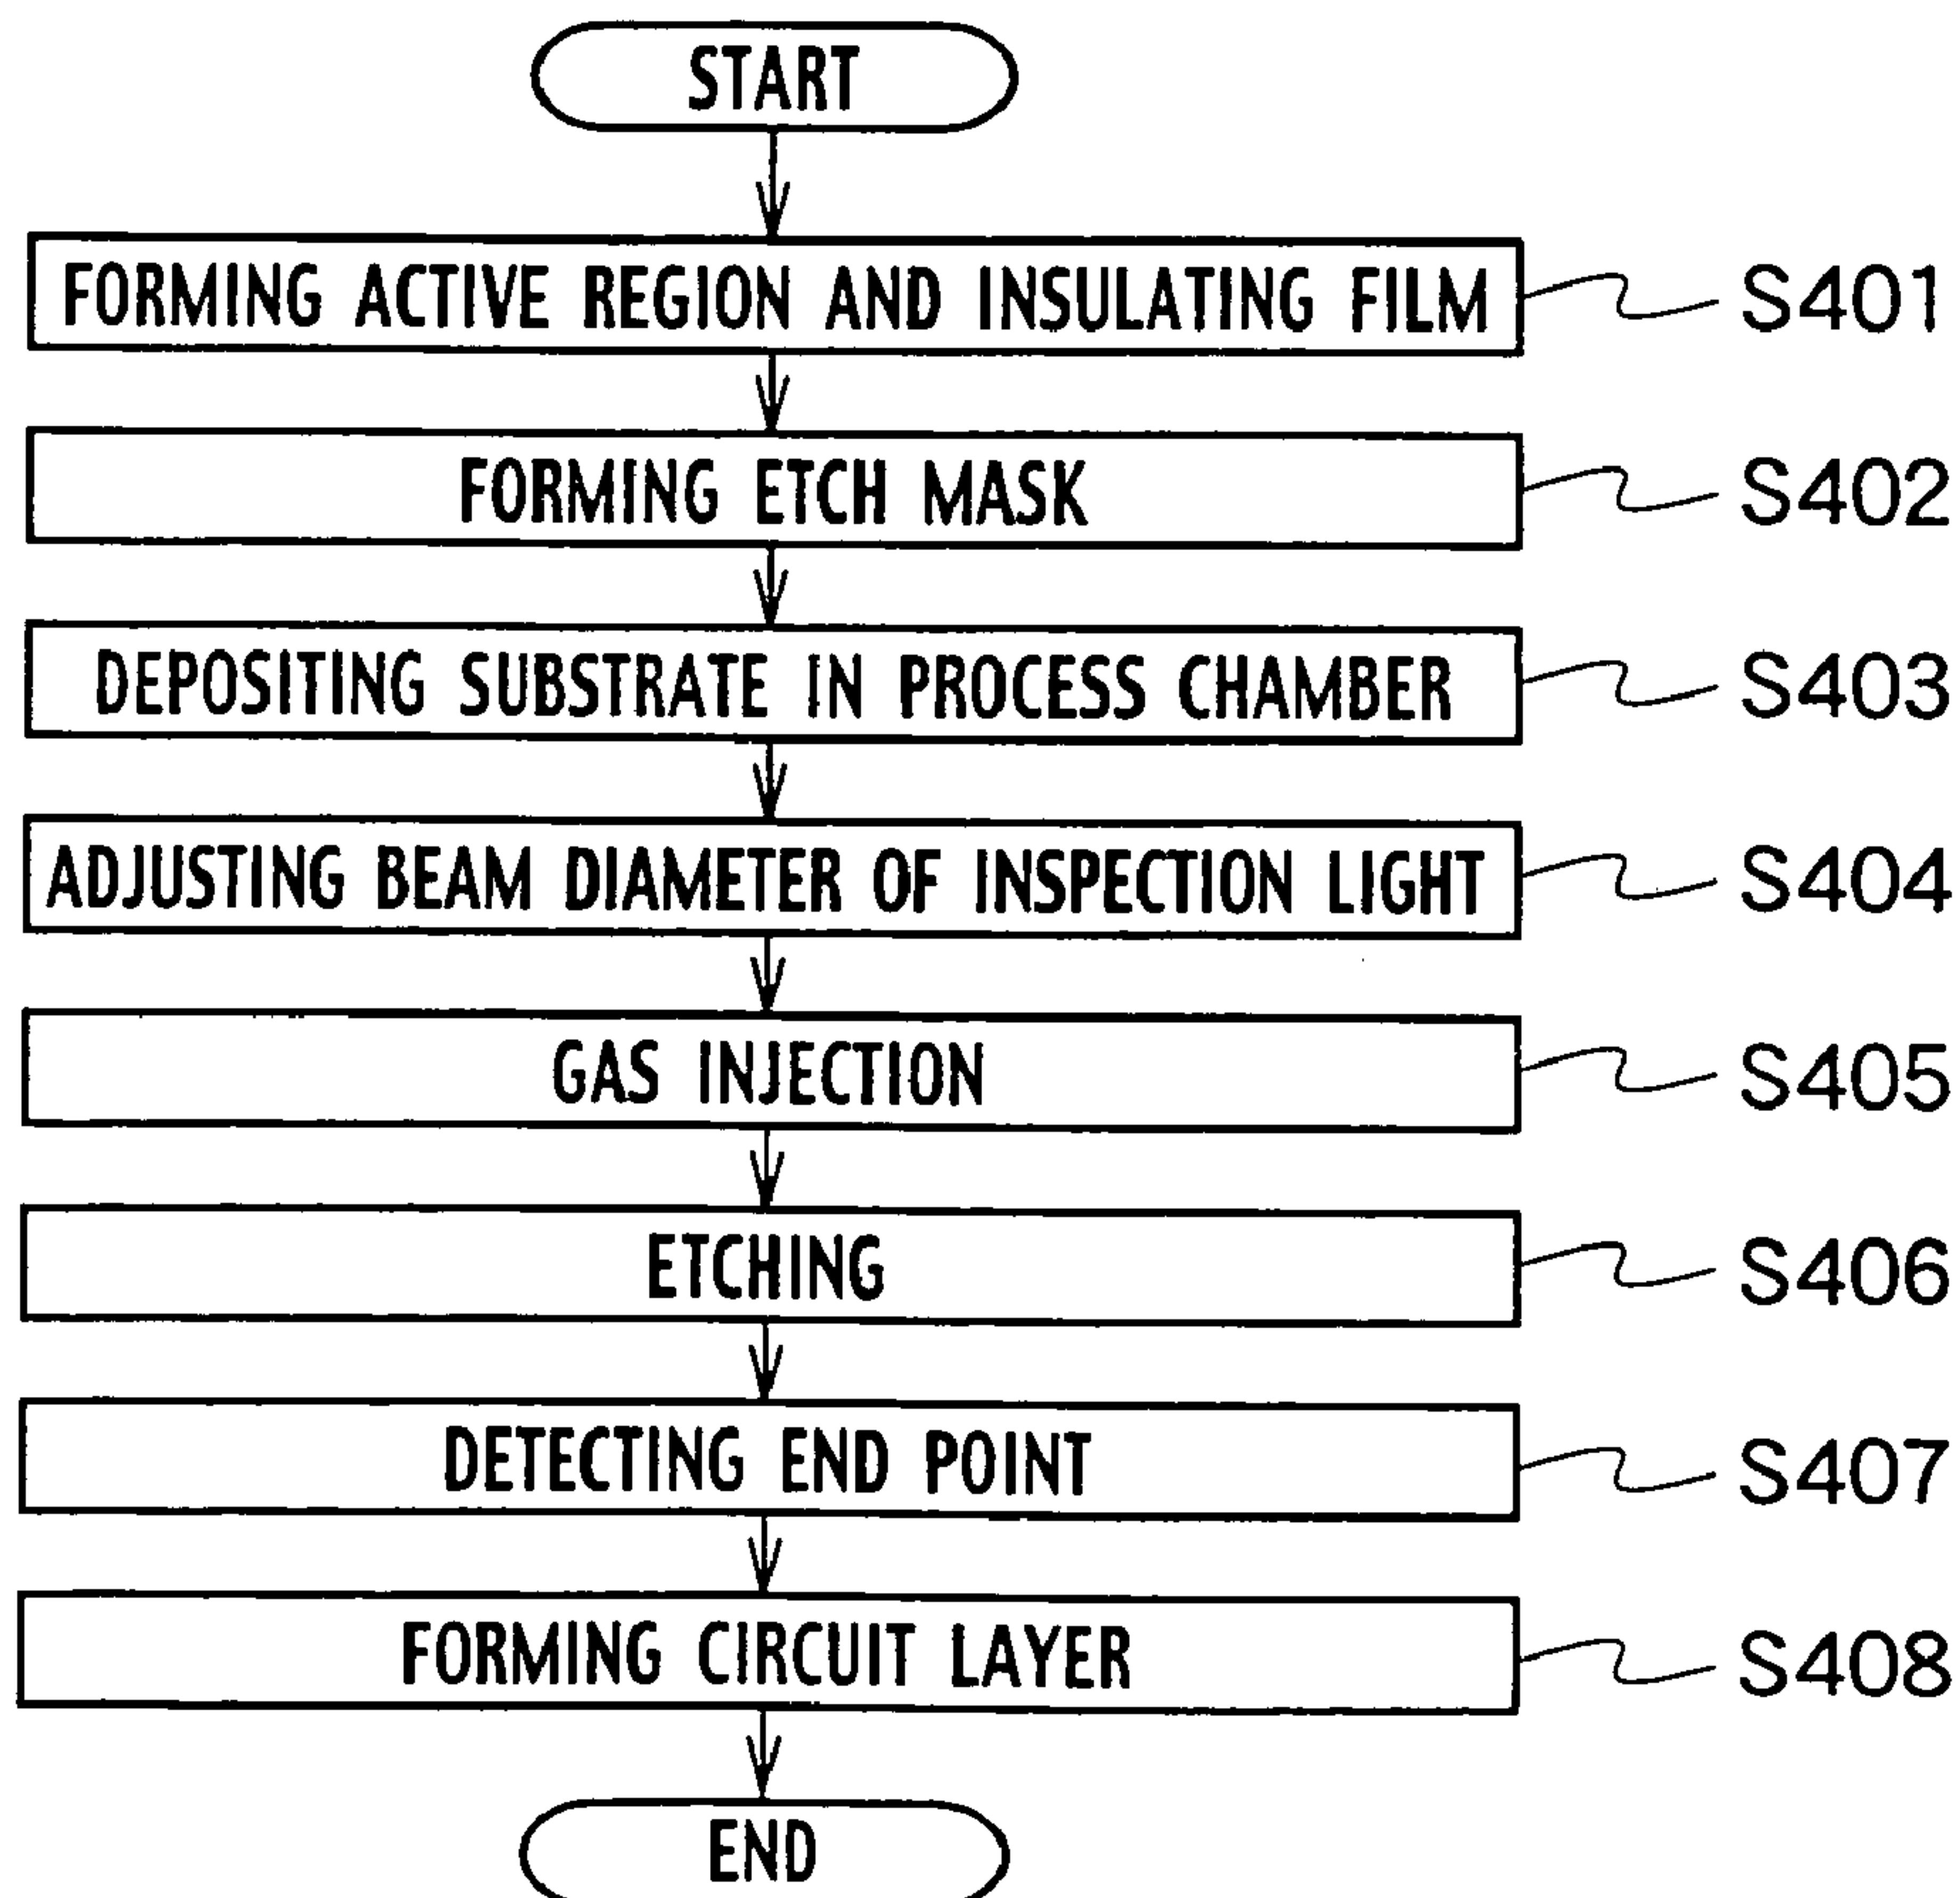 START
FORMING ACTIVE REGION AND INSULATING FILM S401
FORMING ETCH MASK S402
DEPOSITING SUBSTRATE IN PROCESS CHAMBER S403
ADJUSTING BEAM DIAMETER OF INSPECTION LIGHT S404
GAS INJECTION S405
ETCHING S406
DETECTING END POINT S407
FORMING CIRCUIT LAYER S408
END